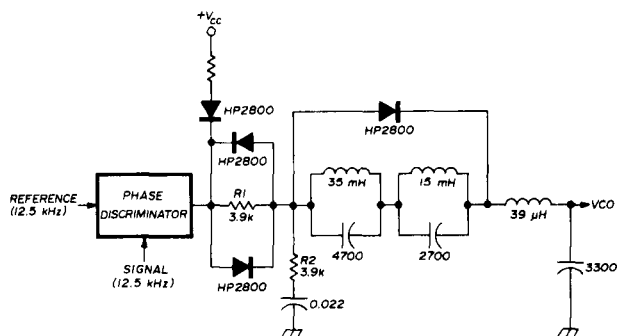 +VCC
HP2800
HP2800
HP2800
35 mH
15 mH
REFERENCE
(12.5 kHz)
PHASE
DISCRIMINATOR
R1
3.9k
39 µH
VCO
4700
2700
R2
3.9k
3300
SIGNAL
(12.5 kHz)
HP2800
0.022